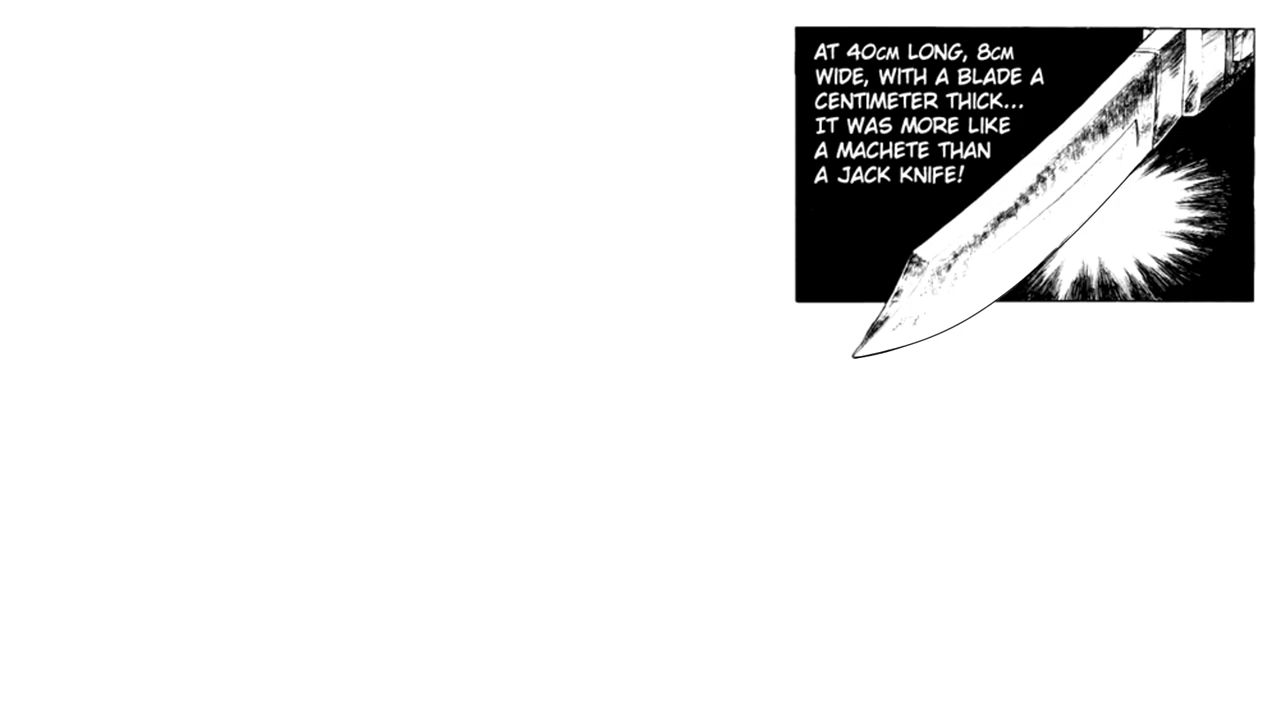 AT 40CM LONG, 8CM
WIDE, WITH A BLADE A
CENTIMETER THICK...
IT WAS MORE LIKE
A MACHETE THAN
A JACK KNIFE!